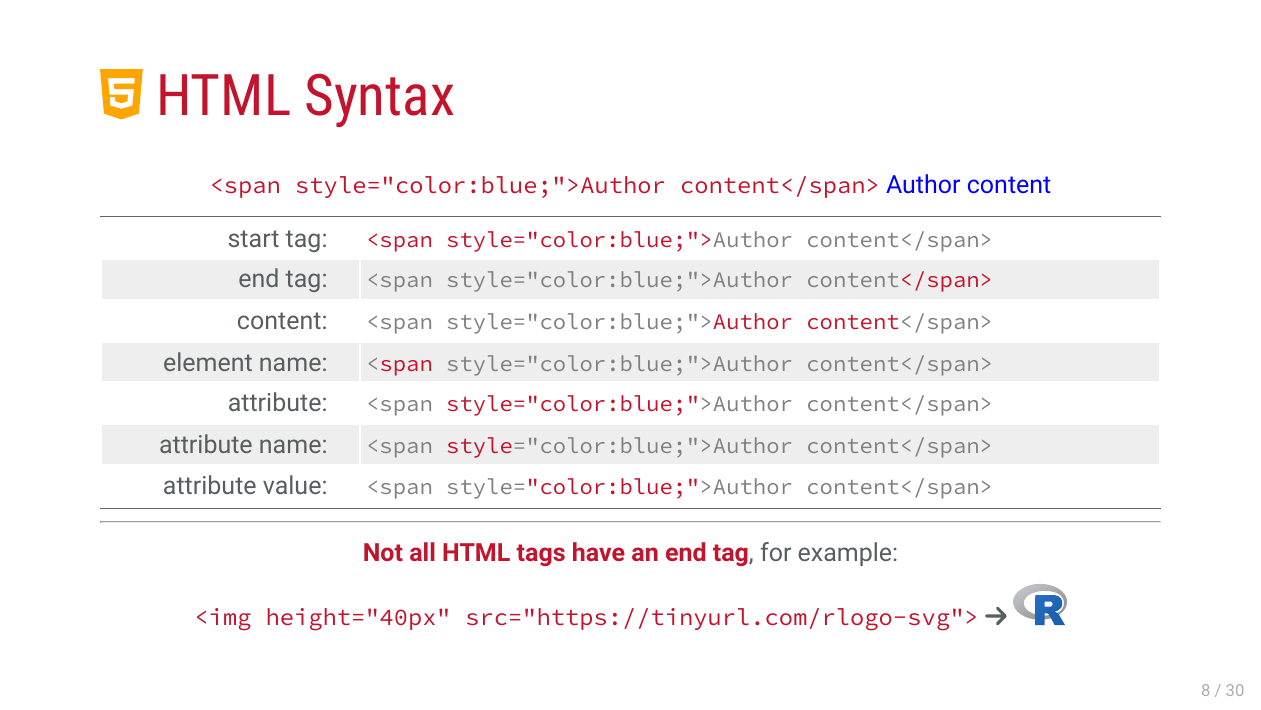 5 HTML Syntax
<span style="color:blue;">Author content</span> Author content
start tag: <span style="color:blue;">Author content</span>
end tag: <span style="color:blue;">Author content</span>
content: <span style="color:blue;">Author content</span>
element name: <span style="color:blue;">Author content</span>
attribute: <span style="color:blue;">Author content</span>
attribute name: <span style="color:blue;">Author content</span>
attribute value: <span style="color:blue;">Author content</span>
Not all HTML tags have an end tag, for example:
<img height="40px" src="https://tinyurl.com/rlogo-svg"> → R
8 / 30